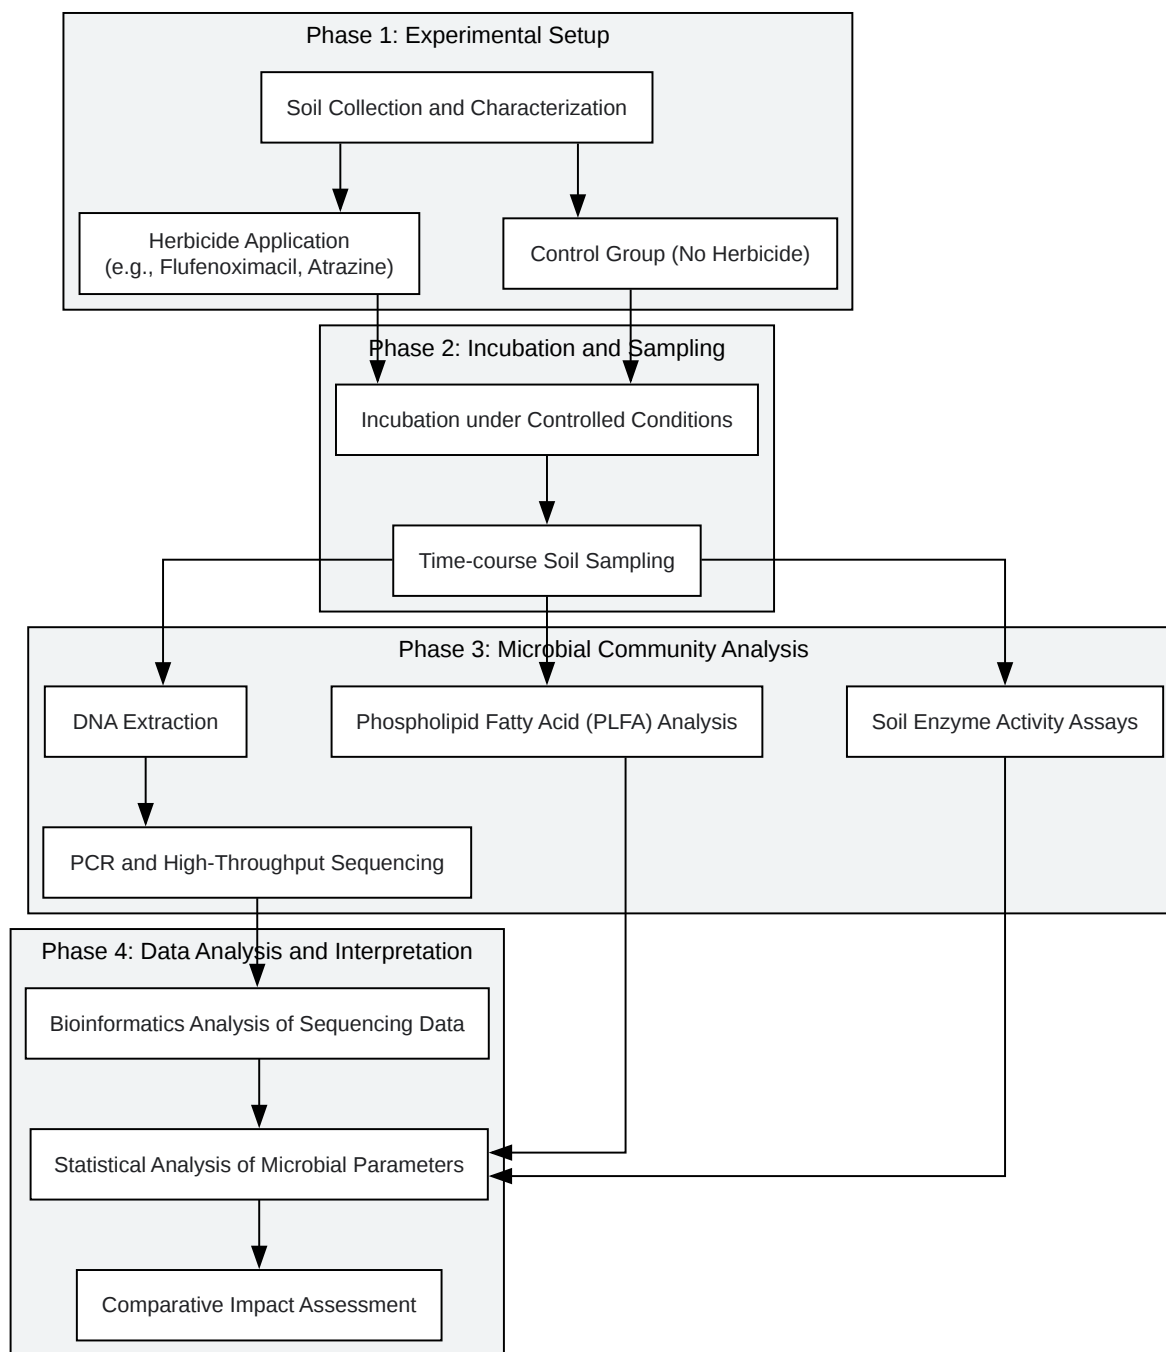 Phase 1: Experimental Setup
Soil Collection and Characterization
Herbicide Application
(e.g., Flufenoximacil, Atrazine)
Control Group (No Herbicide)
Phase 2: Incubation and Sampling
Incubation under Controlled Conditions
Time-course Soil Sampling
Phase 3: Microbial Community Analysis
DNA Extraction
Phospholipid Fatty Acid (PLFA) Analysis
Soil Enzyme Activity Assays
PCR and High-Throughput Sequencing
Phase 4: Data Analysis and Interpretation
Bioinformatics Analysis of Sequencing Data
Statistical Analysis of Microbial Parameters
Comparative Impact Assessment